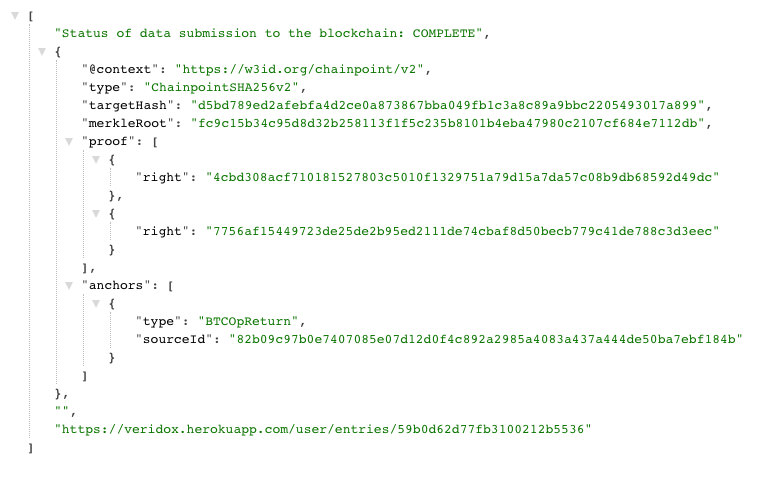 [
"Status of data submission to the blockchain: COMPLETE",
{
"@context": "https://w3id.org/chainpoint/v2",
"type": "ChainpointSHA256v2",
"targetHash": "d5bd789ed2afebfa4d2ce0a873867bba049fb1c3a8c89a9bbc2205493017a899",
"merkleRoot": "fc9c15b34c95d8d32b258113f1f5c235b8101b4eba47980c2107cf684e7112db",
"proof": [
{
"right": "4cbd308acf710181527803c5010f1329751a79d15a7da57c08b9db68592d49dc"
},
{
"right": "7756af15449723de25de2b95ed2111de74cbaf8d50becb779c41de788c3d3eec"
}
],
"anchors": [
{
"type": "BTCOpReturn",
"sourceId": "82b09c97b0e7407085e07d12d0f4c892a2985a4083a437a444de50ba7ebf184b"
}
]
},
"",
"https://veridox.herokuapp.com/user/entries/59b0d62d77fb3100212b5536"
]